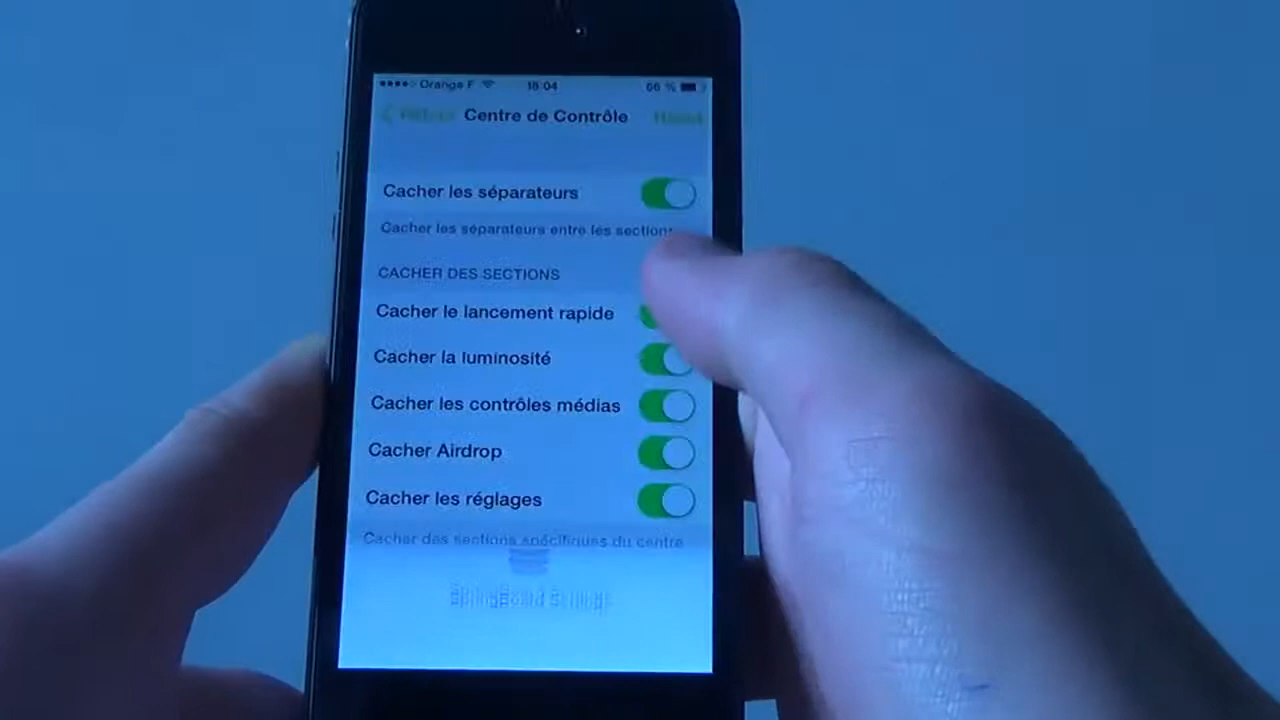 Orange F 18:04 66 %
Centre de Contrôle
Cacher les séparateurs
Cacher les séparateurs entre les sections
CACHER DES SECTIONS
Cacher le lancement rapide
Cacher la luminosité
Cacher les contrôles médias
Cacher Airdrop
Cacher les réglages
Cacher des sections spécifiques du centre
SpringBoard Settings